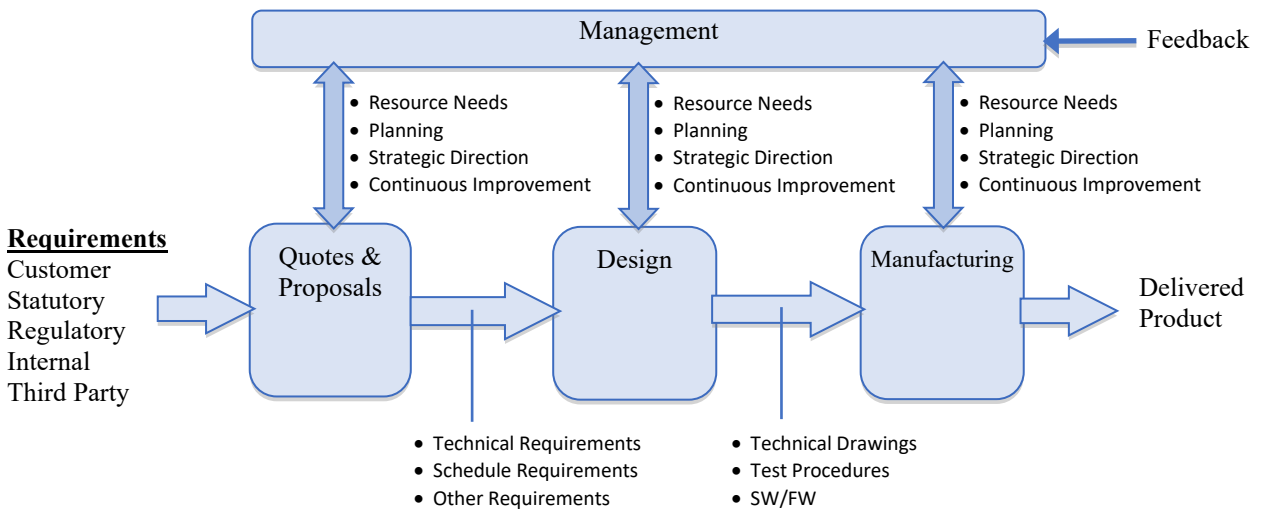 Management
Feedback
• Resource Needs
• Planning
• Strategic Direction
• Continuous Improvement
• Resource Needs
• Planning
• Strategic Direction
• Continuous Improvement
• Resource Needs
• Planning
• Strategic Direction
• Continuous Improvement
Requirements
Customer
Statutory
Regulatory
Internal
Third Party
Quotes &
Proposals
Design
Manufacturing
Delivered
Product
• Technical Requirements
• Schedule Requirements
• Other Requirements
• Technical Drawings
• Test Procedures
• SW/FW